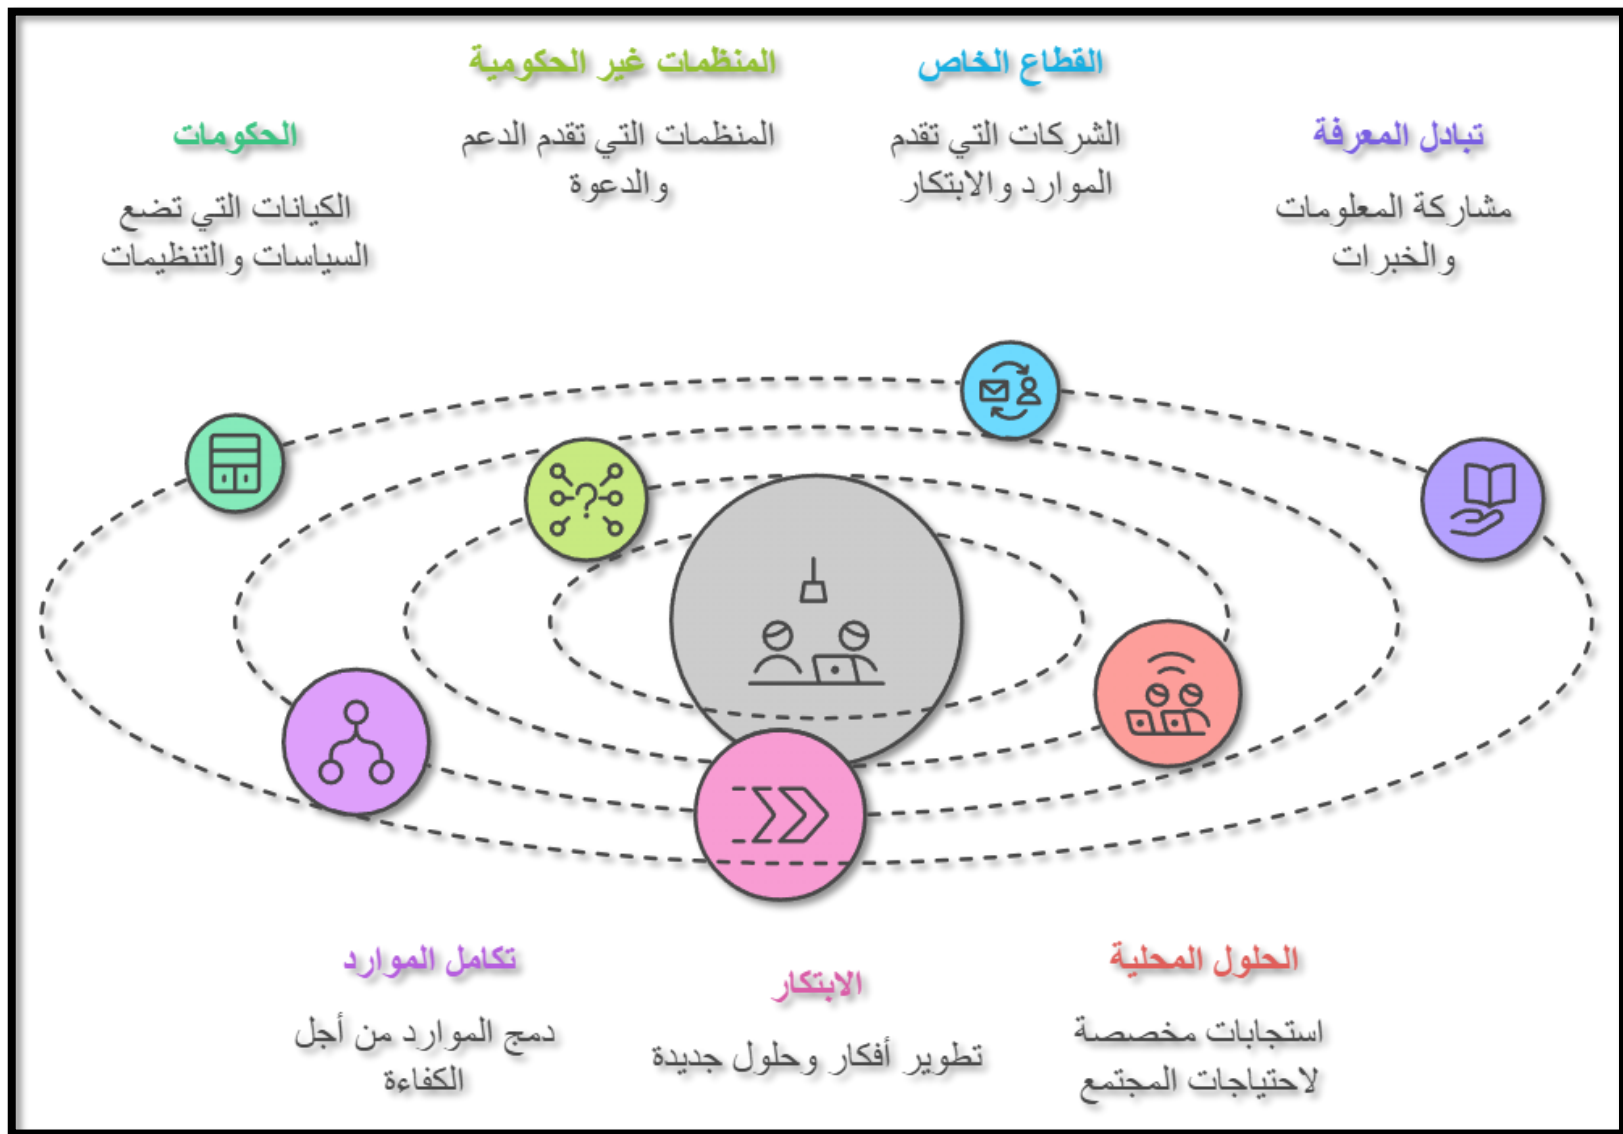 القطاع الخاص
الشركات التي تقدم
الموارد والابتكار
المنظمات غير الحكومية
المنظمات التي تقدم الدعم
والدعوة
تبادل المعرفة
مشاركة المعلومات
والخبرات
الحكومات
الكيانات التي تضع
السياسات والتنظيمات
الحلول المحلية
استجابات مخصصة
لاحتياجات المجتمع
الابتكار
تطوير أفكار وحلول جديدة
تكامل الموارد
دمج الموارد من أجل
الكفاءة